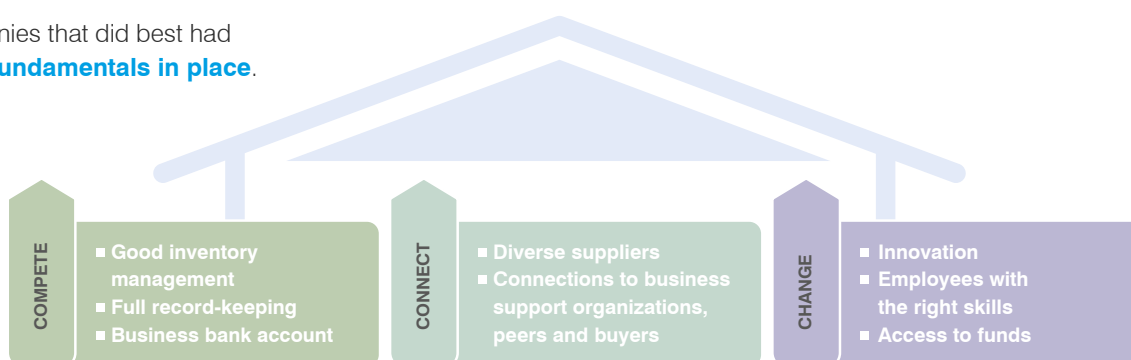 nies that did best had
undamentals in place.
COMPETE
■ Good inventory
management
■ Full record-keeping
■ Business bank account
CONNECT
■ Diverse suppliers
■ Connections to business
support organizations,
peers and buyers
CHANGE
■ Innovation
■ Employees with
the right skills
■ Access to funds